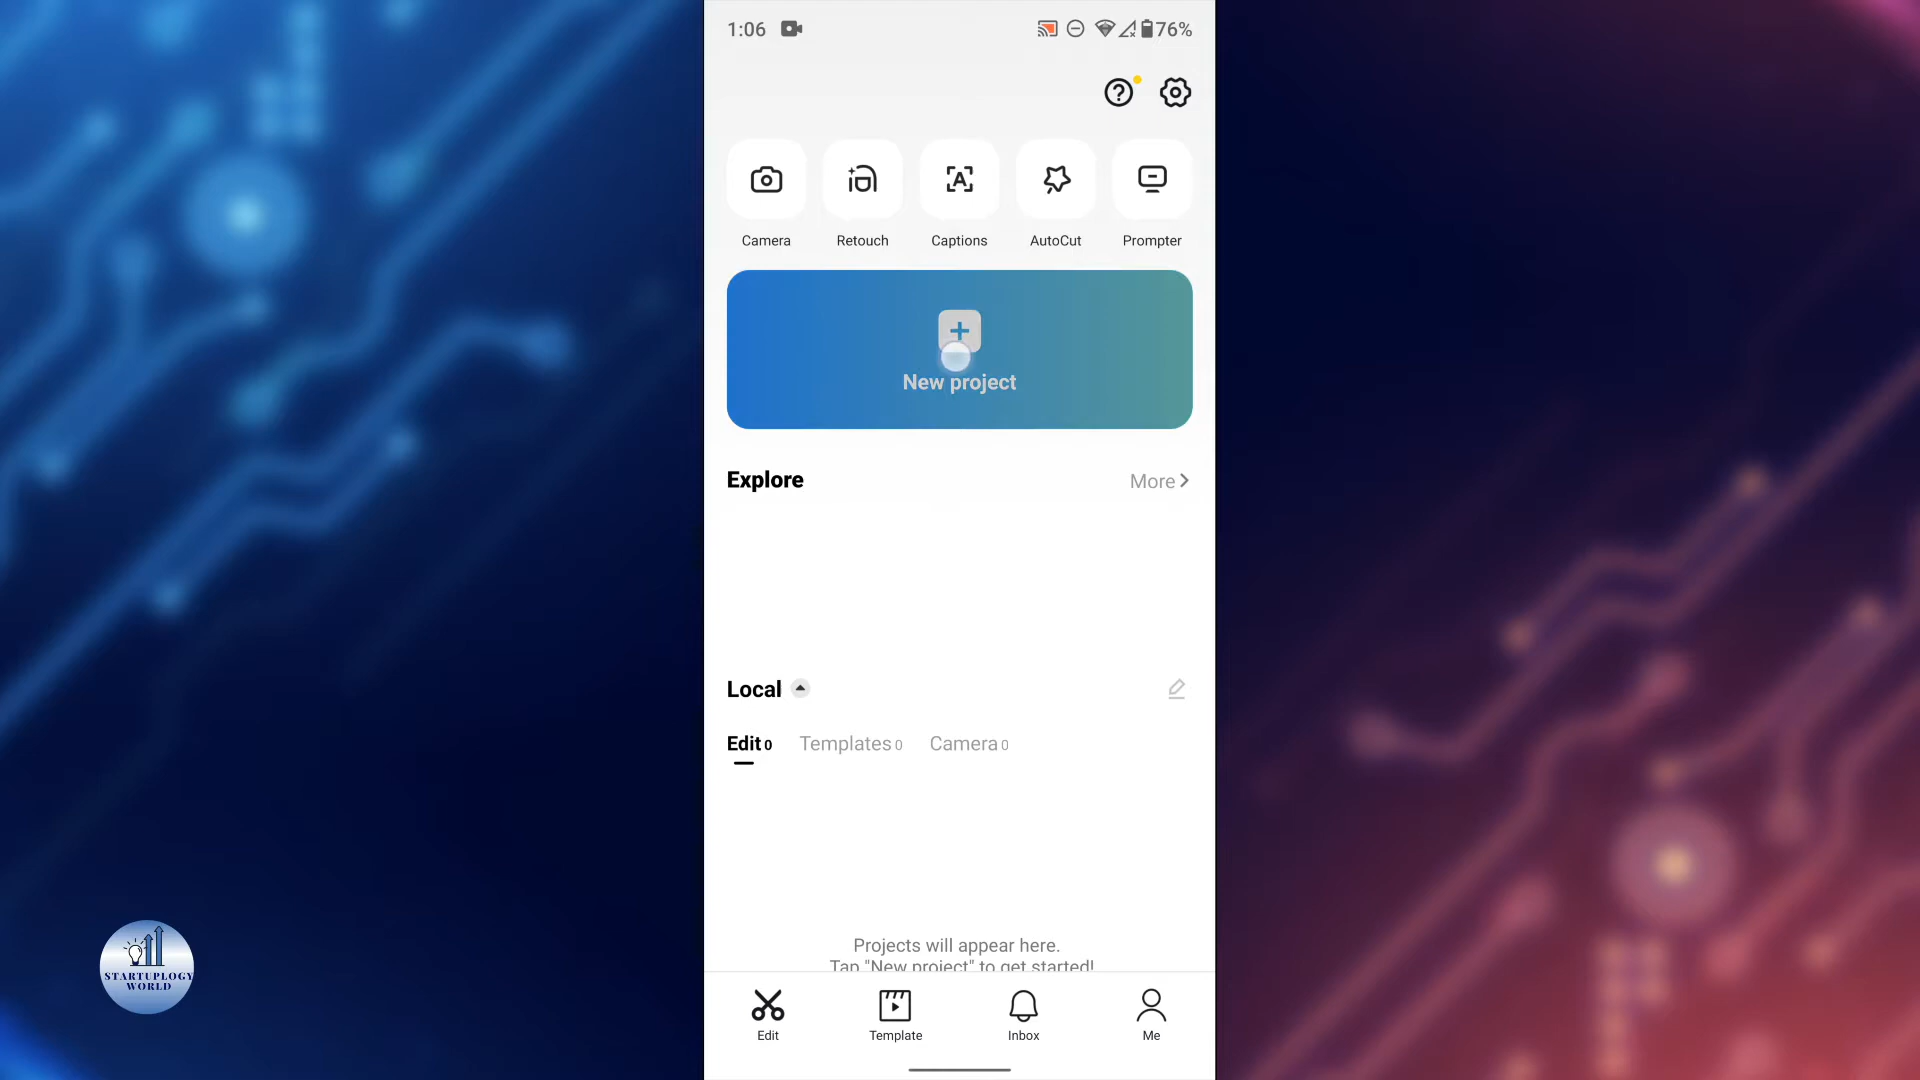 1:06
76%
Camera
Retouch
Captions
AutoCut
Prompter
New project
Explore
More
Local
Edit 0
Templates 0
Camera 0
Projects will appear here.
Tap "New project" to get started!
Edit
Template
Inbox
Me
STARTUPLOGY
WORLD